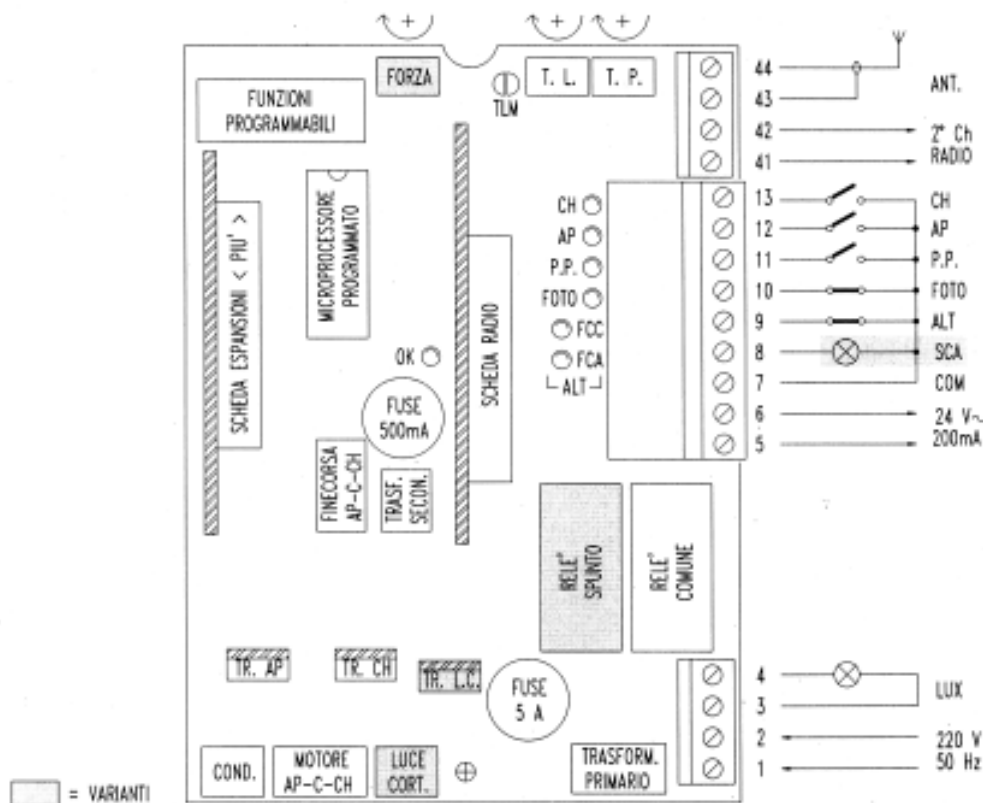 FORZA
TLM
T. L.
T. P.
FUNZIONI
PROGRAMMABILI
SCHEDA ESPANSIONI < PIU' >
MICROPROCESSORE
PROGRAMMATO
SCHEDA RADIO
OK
FUSE
500mA
FINECORSA
AP-C-CH
TRASF.
SECON.
CH
AP
P.P.
FOTO
FCC
FCA
ALT
44
43
42
41
ANT.
2° Ch
RADIO
13
12
11
10
9
8
7
6
5
CH
AP
P.P.
FOTO
ALT
SCA
COM
24 V~
200mA
RELE'
SPUNTO
RELE'
COMUNE
TR. AP
TR. CH
TR. L.C.
FUSE
5 A
4
3
2
1
LUX
220 V
50 Hz
COND.
MOTORE
AP-C-CH
LUCE
CORT.
TRASFORM.
PRIMARIO
= VARIANTI